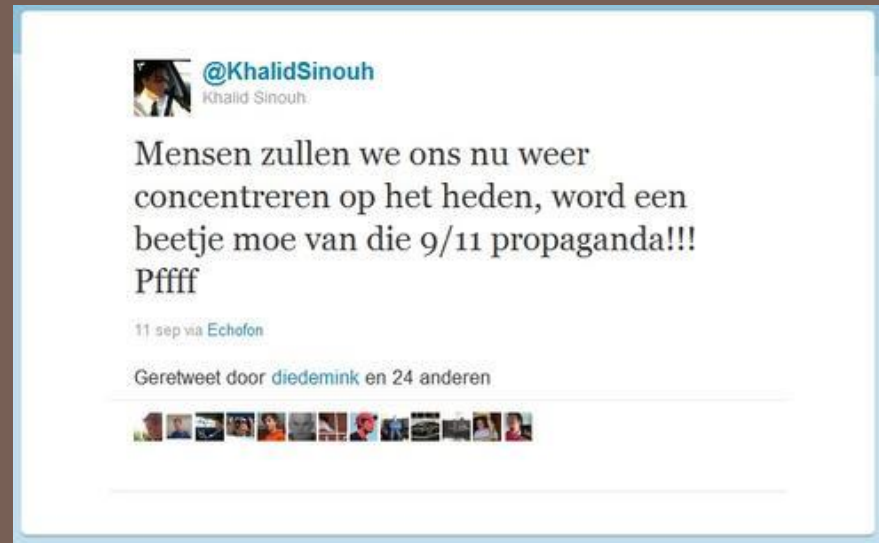 @KhalidSinouh
Khalid Sinouh
Mensen zullen we ons nu weer
concentreren op het heden, word een
beetje moe van die 9/11 propaganda!!!
Pffff
11 sep via Echofon
Geretweet door diedemink en 24 anderen